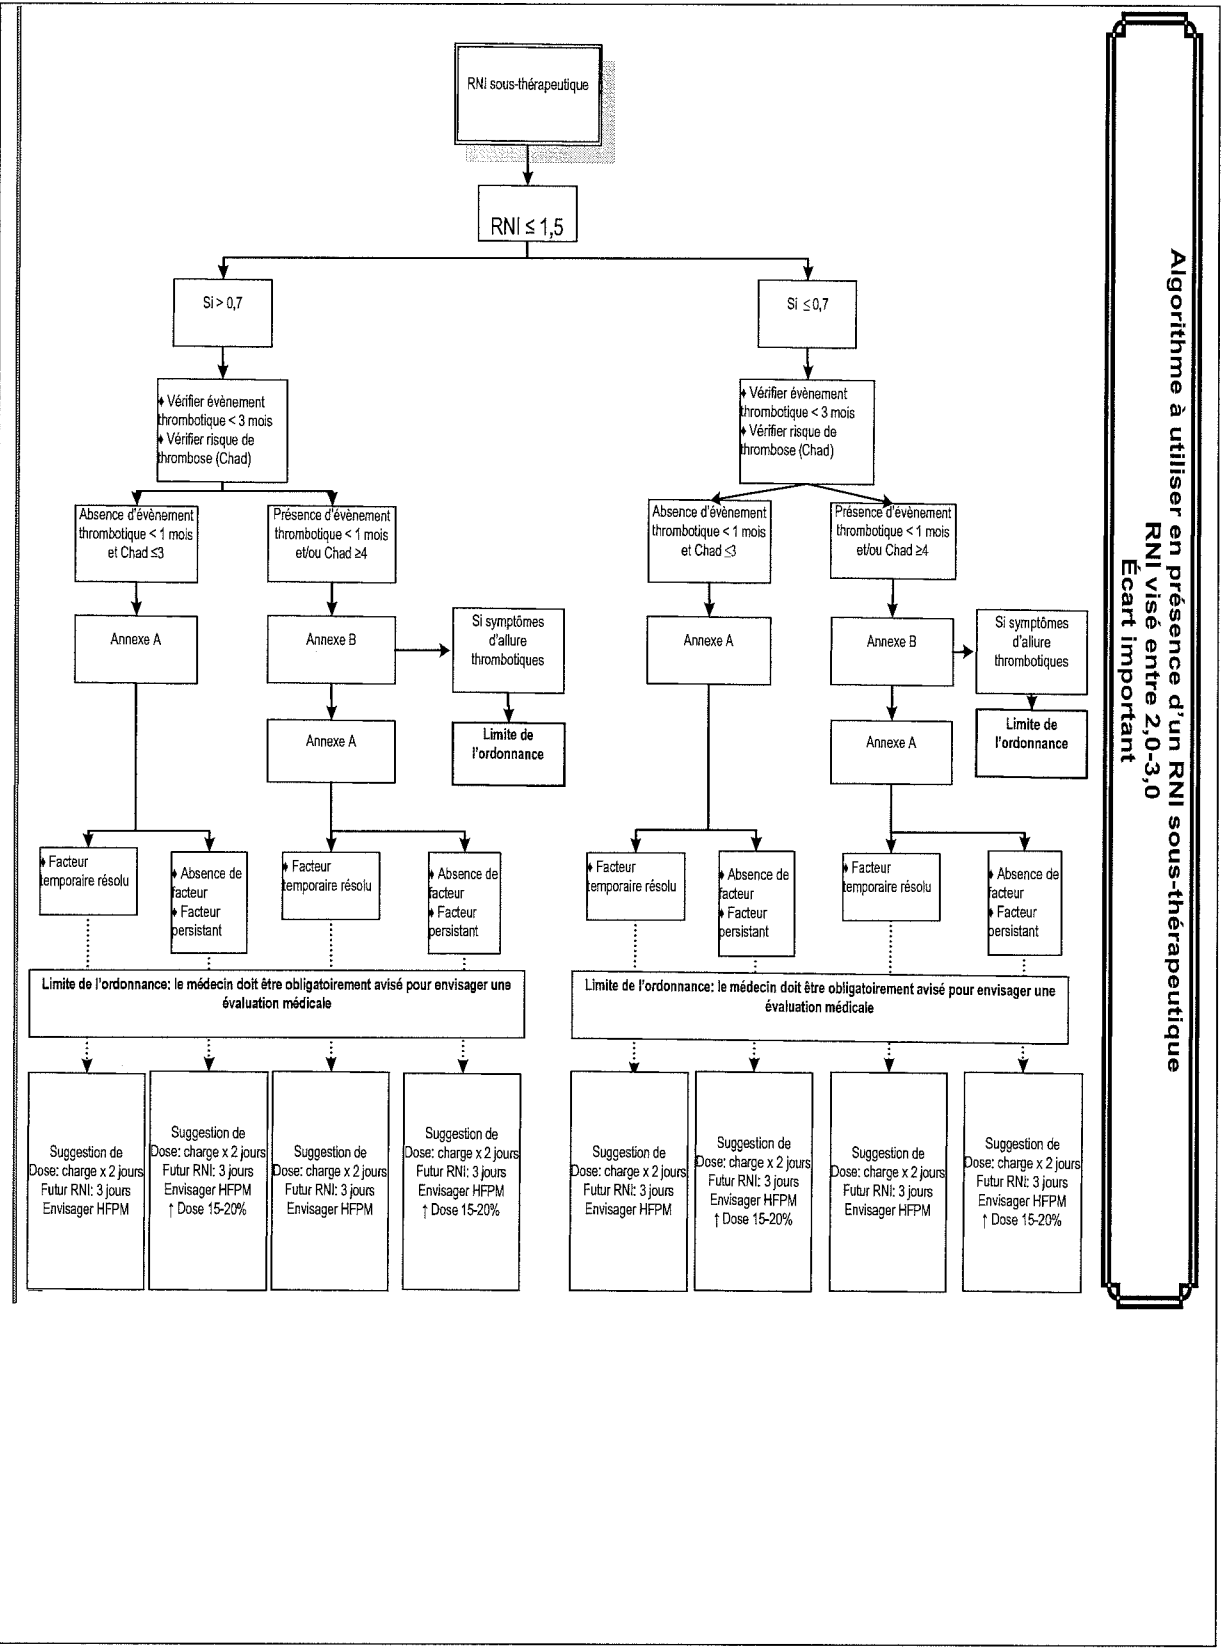 Algorithme à utiliser en présence d'un RNI sous-thérapeutique
RNI visé entre 2,0-3,0
Écart important
RNI sous-thérapeutique
RNI ≤ 1,5
Si > 0,7
Si ≤ 0,7
♦ Vérifier évènement
thrombotique < 3 mois
♦ Vérifier risque de
thrombose (Chad)
♦ Vérifier évènement
thrombotique < 3 mois
♦ Vérifier risque de
thrombose (Chad)
Absence d'évènement
thrombotique < 1 mois
et Chad ≤3
Présence d'évènement
thrombotique < 1 mois
et/ou Chad ≥4
Absence d'évènement
thrombotique < 1 mois
et Chad ≤3
Présence d'évènement
thrombotique < 1 mois
et/ou Chad ≥4
Annexe A
Annexe B
Si symptômes
d'allure
thrombotiques
Annexe A
Annexe B
Si symptômes
d'allure
thrombotiques
Annexe A
Limite de
l'ordonnance
Annexe A
Limite de
l'ordonnance
♦ Facteur
temporaire résolu
♦ Absence de
facteur
♦ Facteur
persistant
♦ Facteur
temporaire résolu
♦ Absence de
facteur
♦ Facteur
persistant
♦ Facteur
temporaire résolu
♦ Absence de
facteur
♦ Facteur
persistant
♦ Facteur
temporaire résolu
♦ Absence de
facteur
♦ Facteur
persistant
Limite de l'ordonnance: le médecin doit être obligatoirement avisé pour envisager une
évaluation médicale
Limite de l'ordonnance: le médecin doit être obligatoirement avisé pour envisager une
évaluation médicale
Suggestion de
Dose: charge x 2 jours
Futur RNI: 3 jours
Envisager HFPM
Suggestion de
Dose: charge x 2 jours
Futur RNI: 3 jours
Envisager HFPM
↑ Dose 15-20%
Suggestion de
Dose: charge x 2 jours
Futur RNI: 3 jours
Envisager HFPM
Suggestion de
Dose: charge x 2 jours
Futur RNI: 3 jours
Envisager HFPM
↑ Dose 15-20%
Suggestion de
Dose: charge x 2 jours
Futur RNI: 3 jours
Envisager HFPM
Suggestion de
Dose: charge x 2 jours
Futur RNI: 3 jours
Envisager HFPM
↑ Dose 15-20%
Suggestion de
Dose: charge x 2 jours
Futur RNI: 3 jours
Envisager HFPM
Suggestion de
Dose: charge x 2 jours
Futur RNI: 3 jours
Envisager HFPM
↑ Dose 15-20%